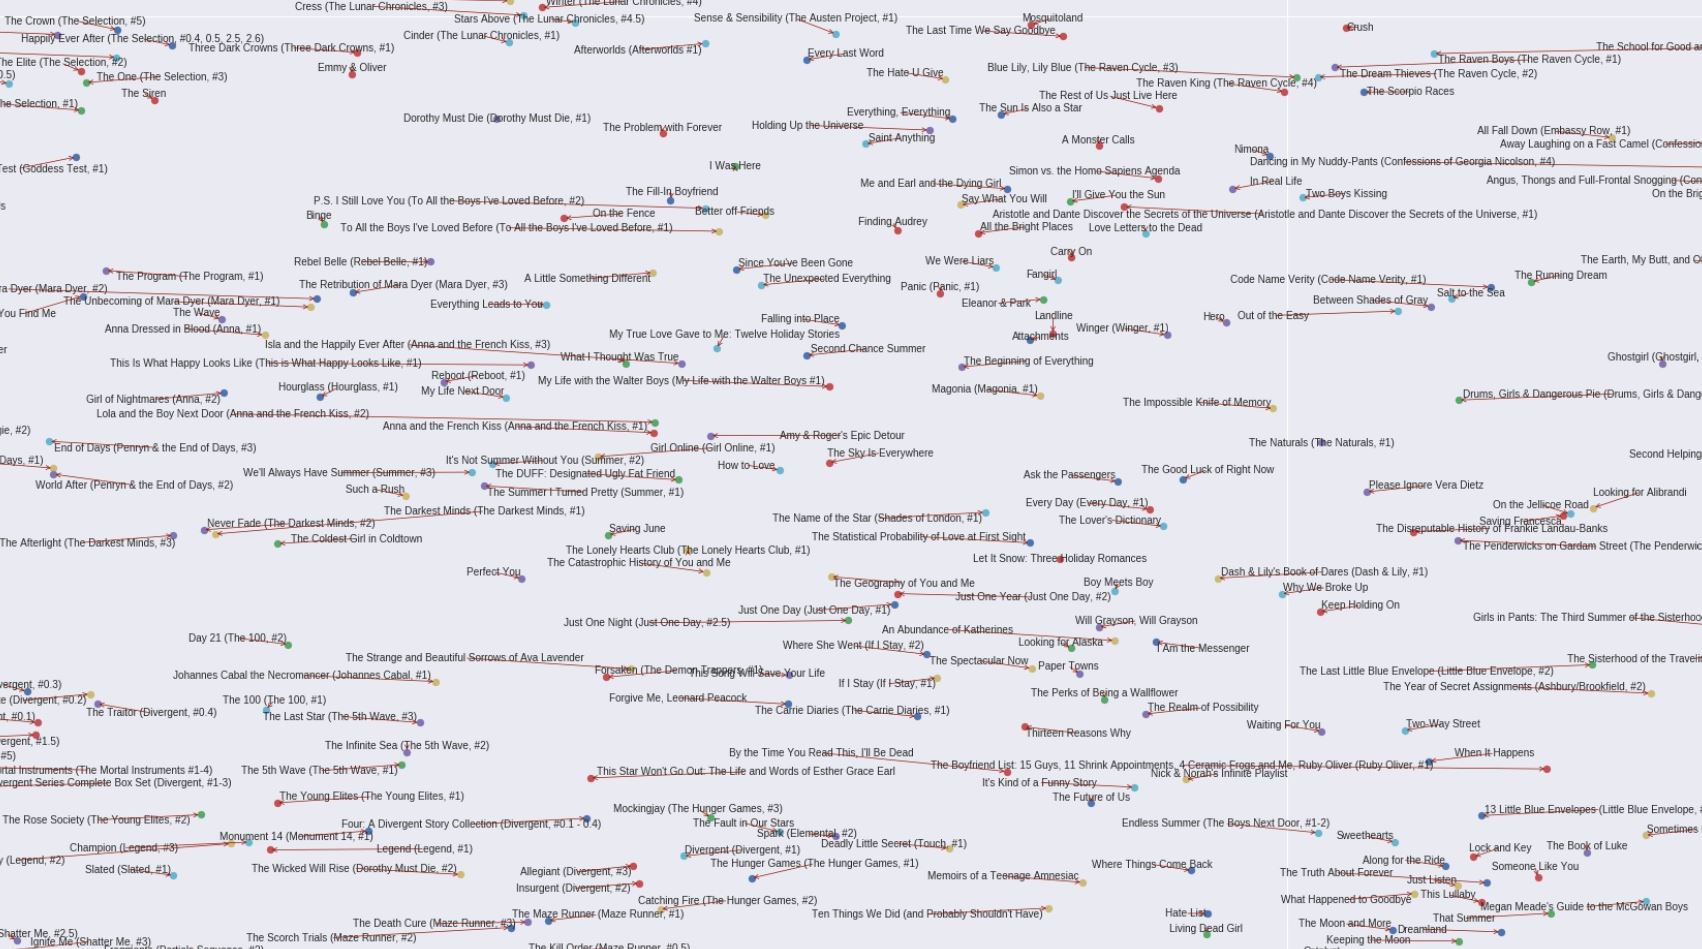 Cress (The Lunar Chronicles, #3)
Winter (The Lunar Chronicles, #4)
The Crown (The Selection, #5)
Stars Above (The Lunar Chronicles, #4.5)
Sense & Sensibility (The Austen Project, #1)
Mosquitoland
Crush
The Last Time We Say Goodbye
Happily Ever After (The Selection, #0.4, 0.5, 2.5, 2.6)
Cinder (The Lunar Chronicles, #1)
Three Dark Crowns (Three Dark Crowns, #1)
Afterworlds (Afterworlds #1)
Every Last Word
The School for Good an
The Raven Boys (The Raven Cycle, #1)
The Elite (The Selection, #2)
Emmy & Oliver
Blue Lily, Lily Blue (The Raven Cycle, #3)
The Hate U Give
The Dream Thieves (The Raven Cycle, #2)
0.5)
The One (The Selection, #3)
The Raven King (The Raven Cycle, #4)
The Siren
The Rest of Us Just Live Here
The Scorpio Races
he Selection, #1)
The Sun Is Also a Star
Everything, Everything
Dorothy Must Die (Dorothy Must Die, #1)
The Problem with Forever
Holding Up the Universe
All Fall Down (Embassy Row, #1)
Saint Anything
A Monster Calls
Away Laughing on a Fast Camel (Confession
Nimona
Test (Goddess Test, #1)
I Was Here
Dancing in My Nuddy-Pants (Confessions of Georgia Nicolson, #4)
Simon vs. the Homo Sapiens Agenda
Me and Earl and the Dying Girl
In Real Life
Angus, Thongs and Full-Frontal Snogging (Con
The Fill-In Boyfriend
I'll Give You the Sun
Two Boys Kissing
On the Brig
P.S. I Still Love You (To All the Boys I've Loved Before, #2)
Say What You Will
Binge
On the Fence
Better off Friends
Aristotle and Dante Discover the Secrets of the Universe (Aristotle and Dante Discover the Secrets of the Universe, #1)
Finding Audrey
To All the Boys I've Loved Before (To All the Boys I've Loved Before, #1)
All the Bright Places
Love Letters to the Dead
Carry On
Rebel Belle (Rebel Belle, #1)
Since You've Been Gone
We Were Liars
The Earth, My Butt, and O
The Program (The Program, #1)
A Little Something Different
The Unexpected Everything
Fangirl
Code Name Verity (Code Name Verity, #1)
The Running Dream
ra Dyer (Mara Dyer, #2)
The Retribution of Mara Dyer (Mara Dyer, #3)
Panic (Panic, #1)
Salt to the Sea
The Unbecoming of Mara Dyer (Mara Dyer, #1)
Everything Leads to You
Eleanor & Park
Between Shades of Gray
You Find Me
The Wave
Falling into Place
Landline
Hero
Out of the Easy
Anna Dressed in Blood (Anna, #1)
My True Love Gave to Me: Twelve Holiday Stories
Attachments
Winger (Winger, #1)
Isla and the Happily Ever After (Anna and the French Kiss, #3)
Second Chance Summer
What I Thought Was True
This Is What Happy Looks Like (This is What Happy Looks Like, #1)
The Beginning of Everything
Ghostgirl (Ghostgirl,
Reboot (Reboot, #1)
My Life with the Walter Boys (My Life with the Walter Boys #1)
Hourglass (Hourglass, #1)
My Life Next Door
Magonia (Magonia, #1)
Girl of Nightmares (Anna, #2)
The Impossible Knife of Memory
Drums, Girls & Dangerous Pie (Drums, Girls & Dang
Lola and the Boy Next Door (Anna and the French Kiss, #2)
Anna and the French Kiss (Anna and the French Kiss, #1)
gie, #2)
Amy & Roger's Epic Detour
The Naturals (The Naturals, #1)
End of Days (Penryn & the End of Days, #3)
Girl Online (Girl Online, #1)
The Sky Is Everywhere
Second Helping
Days, #1)
It's Not Summer Without You (Summer, #2)
How to Love
We'll Always Have Summer (Summer, #3)
The DUFF: Designated Ugly Fat Friend
Ask the Passengers
The Good Luck of Right Now
World After (Penryn & the End of Days, #2)
Such a Rush
The Summer I Turned Pretty (Summer, #1)
Please Ignore Vera Dietz
Looking for Alibrandi
Every Day (Every Day, #1)
On the Jellicoe Road
The Darkest Minds (The Darkest Minds, #1)
The Name of the Star (Shades of London, #1)
The Lover's Dictionary
Saving Francesca
Never Fade (The Darkest Minds, #2)
Saving June
The Disreputable History of Frankie Landau-Banks
The Afterlight (The Darkest Minds, #3)
The Coldest Girl in Coldtown
The Statistical Probability of Love at First Sight
The Penderwicks on Gardam Street (The Penderwic
The Lonely Hearts Club (The Lonely Hearts Club, #1)
Let It Snow: Three Holiday Romances
The Catastrophic History of You and Me
Perfect You
Dash & Lily's Book of Dares (Dash & Lily, #1)
The Geography of You and Me
Boy Meets Boy
Why We Broke Up
Just One Year (Just One Day, #2)
Just One Day (Just One Day, #1)
Keep Holding On
Just One Night (Just One Day, #2.5)
Will Grayson, Will Grayson
Girls in Pants: The Third Summer of the Sisterhoo
An Abundance of Katherines
Day 21 (The 100, #2)
Where She Went (If I Stay, #2)
Looking for Alaska
I Am the Messenger
The Strange and Beautiful Sorrows of Ava Lavender
The Spectacular Now
Paper Towns
The Sisterhood of the Travelin
Forsaken (The Demon Trappers, #1)
This Song Will Save Your Life
The Last Little Blue Envelope (Little Blue Envelope, #2)
Johannes Cabal the Necromancer (Johannes Cabal, #1)
If I Stay (If I Stay, #1)
vergent, #0.3)
The Year of Secret Assignments (Ashbury/Brookfield, #2)
e (Divergent, #0.2)
The 100 (The 100, #1)
Forgive Me, Leonard Peacock
The Perks of Being a Wallflower
The Traitor (Divergent, #0.4)
The Carrie Diaries (The Carrie Diaries, #1)
The Realm of Possibility
nt, #0.1)
The Last Star (The 5th Wave, #3)
Waiting For You
Two-Way Street
Thirteen Reasons Why
vergent, #1.5)
The Infinite Sea (The 5th Wave, #2)
By the Time You Read This, I'll Be Dead
When It Happens
#5)
rtal Instruments (The Mortal Instruments #1-4)
The 5th Wave (The 5th Wave, #1)
This Star Won't Go Out: The Life and Words of Esther Grace Earl
The Boyfriend List: 15 Guys, 11 Shrink Appointments, 4 Ceramic Frogs and Me, Ruby Oliver (Ruby Oliver, #1)
Nick & Norah's Infinite Playlist
vergent Series Complete Box Set (Divergent, #1-3)
It's Kind of a Funny Story
The Young Elites (The Young Elites, #1)
The Future of Us
Mockingjay (The Hunger Games, #3)
13 Little Blue Envelopes (Little Blue Envelope, #
The Rose Society (The Young Elites, #2)
Four: A Divergent Story Collection (Divergent, #0.1 - 0.4)
The Fault in Our Stars
Endless Summer (The Boys Next Door, #1-2)
Sometimes
Monument 14 (Monument 14, #1)
Spark (Elemental, #2)
Sweethearts
Champion (Legend, #3)
Legend (Legend, #1)
Divergent (Divergent, #1)
Deadly Little Secret (Touch, #1)
Lock and Key
The Book of Luke
y (Legend, #2)
The Hunger Games (The Hunger Games, #1)
Where Things Come Back
Along for the Ride
Someone Like You
Slated (Slated, #1)
The Wicked Will Rise (Dorothy Must Die, #2)
Allegiant (Divergent, #3)
Memoirs of a Teenage Amnesiac
The Truth About Forever
Just Listen
Insurgent (Divergent, #2)
What Happened to Goodbye
This Lullaby
Catching Fire (The Hunger Games, #2)
Megan Meade's Guide to the McGowan Boys
The Death Cure (Maze Runner, #3)
The Maze Runner (Maze Runner, #1)
Ten Things We Did (and Probably Shouldn't Have)
Hate List
That Summer
Shatter Me, #2.5)
The Scorch Trials (Maze Runner, #2)
The Moon and More
Dreamland
Ignite Me (Shatter Me, #3)
Living Dead Girl
Keeping the Moon
The Kill Order (Maze Runner, #0.5)